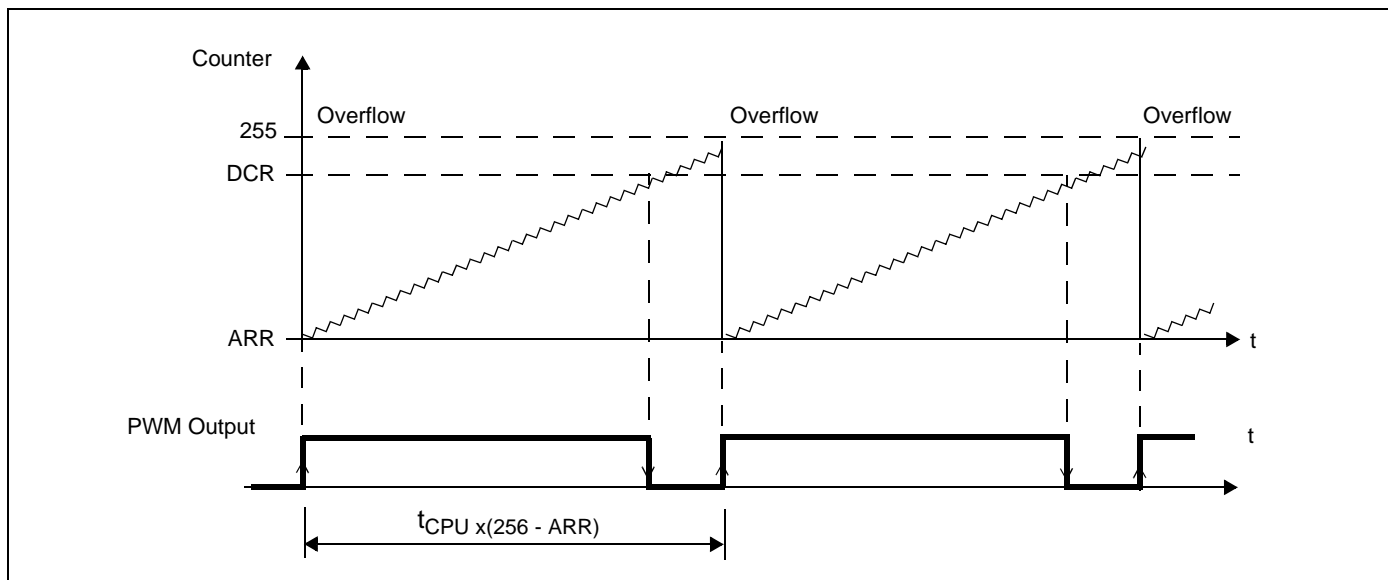 Counter
Overflow Overflow Overflow
255
DCR
ARR
t
PWM Output
t
tCPU x(256 - ARR)